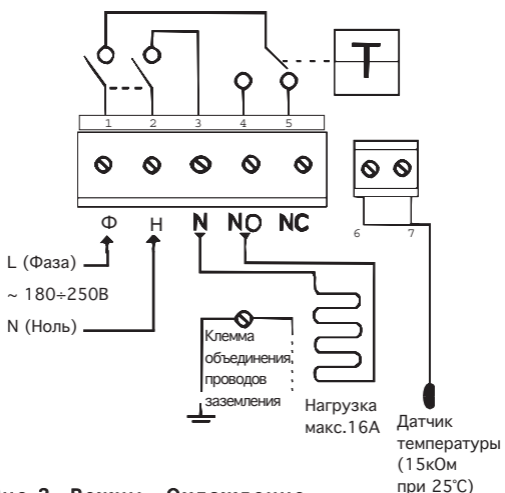 T
1 2 3 4 5
Ф Н N NO NC
6 7
L (Фаза)
~ 180÷250В
N (Ноль)
Клемма
объединения
проводов
заземления
Нагрузка
макс.16А
Датчик
температуры
(15кОм
при 25°С)